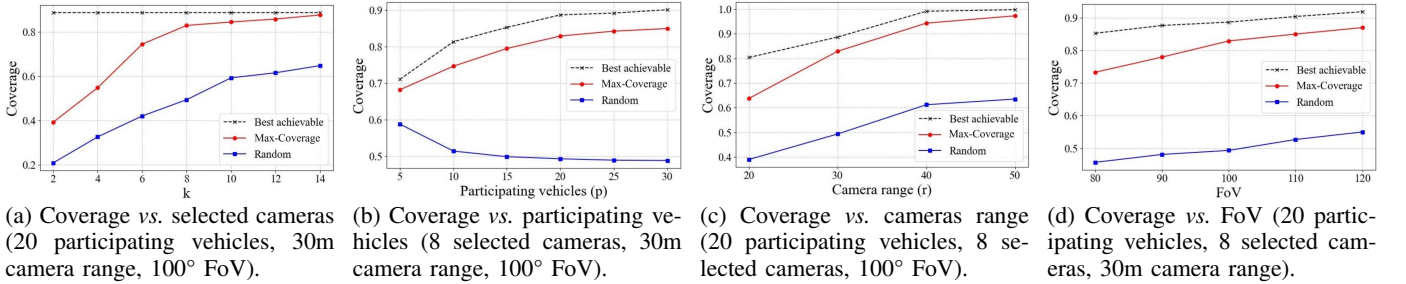 0.8
0.6
0.4
0.2
Coverage
Best achievable
Max-Coverage
Random
2 4 6 8 10 12 14
k
(a) Coverage vs. selected cameras
(20 participating vehicles, 30m
camera range, 100° FoV).
0.9
0.8
0.7
0.6
0.5
Coverage
Best achievable
Max-Coverage
Random
5 10 15 20 25 30
Participating vehicles (p)
(b) Coverage vs. participating ve-
hicles (8 selected cameras, 30m
camera range, 100° FoV).
1.0
0.9
0.8
0.7
0.6
0.5
0.4
Coverage
Best achievable
Max-Coverage
Random
20 30 40 50
Camera range (r)
(c) Coverage vs. cameras range
(20 participating vehicles, 8 se-
lected cameras, 100° FoV).
0.9
0.8
0.7
0.6
0.5
Coverage
Best achievable
Max-Coverage
Random
80 90 100 110 120
FoV
(d) Coverage vs. FoV (20 partic-
ipating vehicles, 8 selected cam-
eras, 30m camera range).